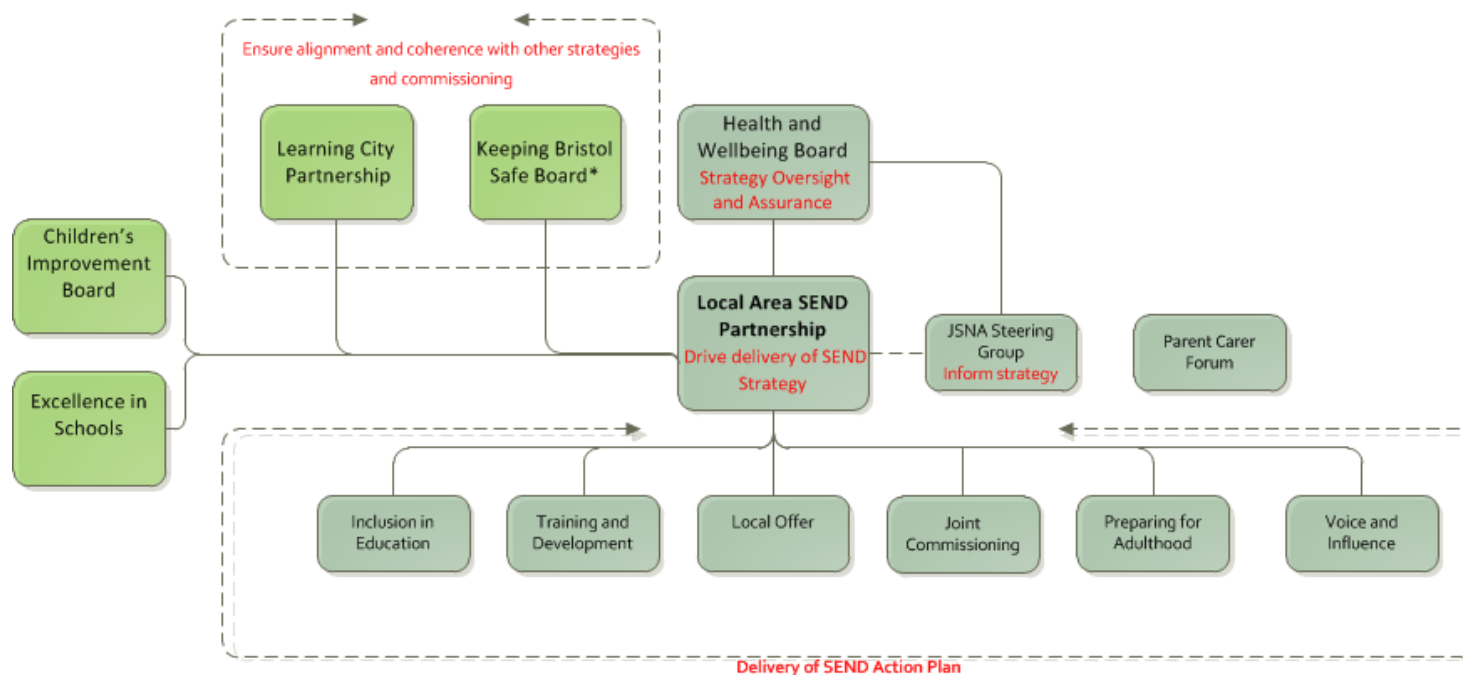 Ensure alignment and coherence with other strategies
and commissioning
Learning City
Partnership
Keeping Bristol
Safe Board*
Health and
Wellbeing Board
Strategy Oversight
and Assurance
Children's
Improvement
Board
Local Area SEND
Partnership
Drive delivery of SEND
Strategy
JSNA Steering
Group
Inform strategy
Parent Carer
Forum
Excellence in
Schools
Inclusion in
Education
Training and
Development
Local Offer
Joint
Commissioning
Preparing for
Adulthood
Voice and
Influence
Delivery of SEND Action Plan